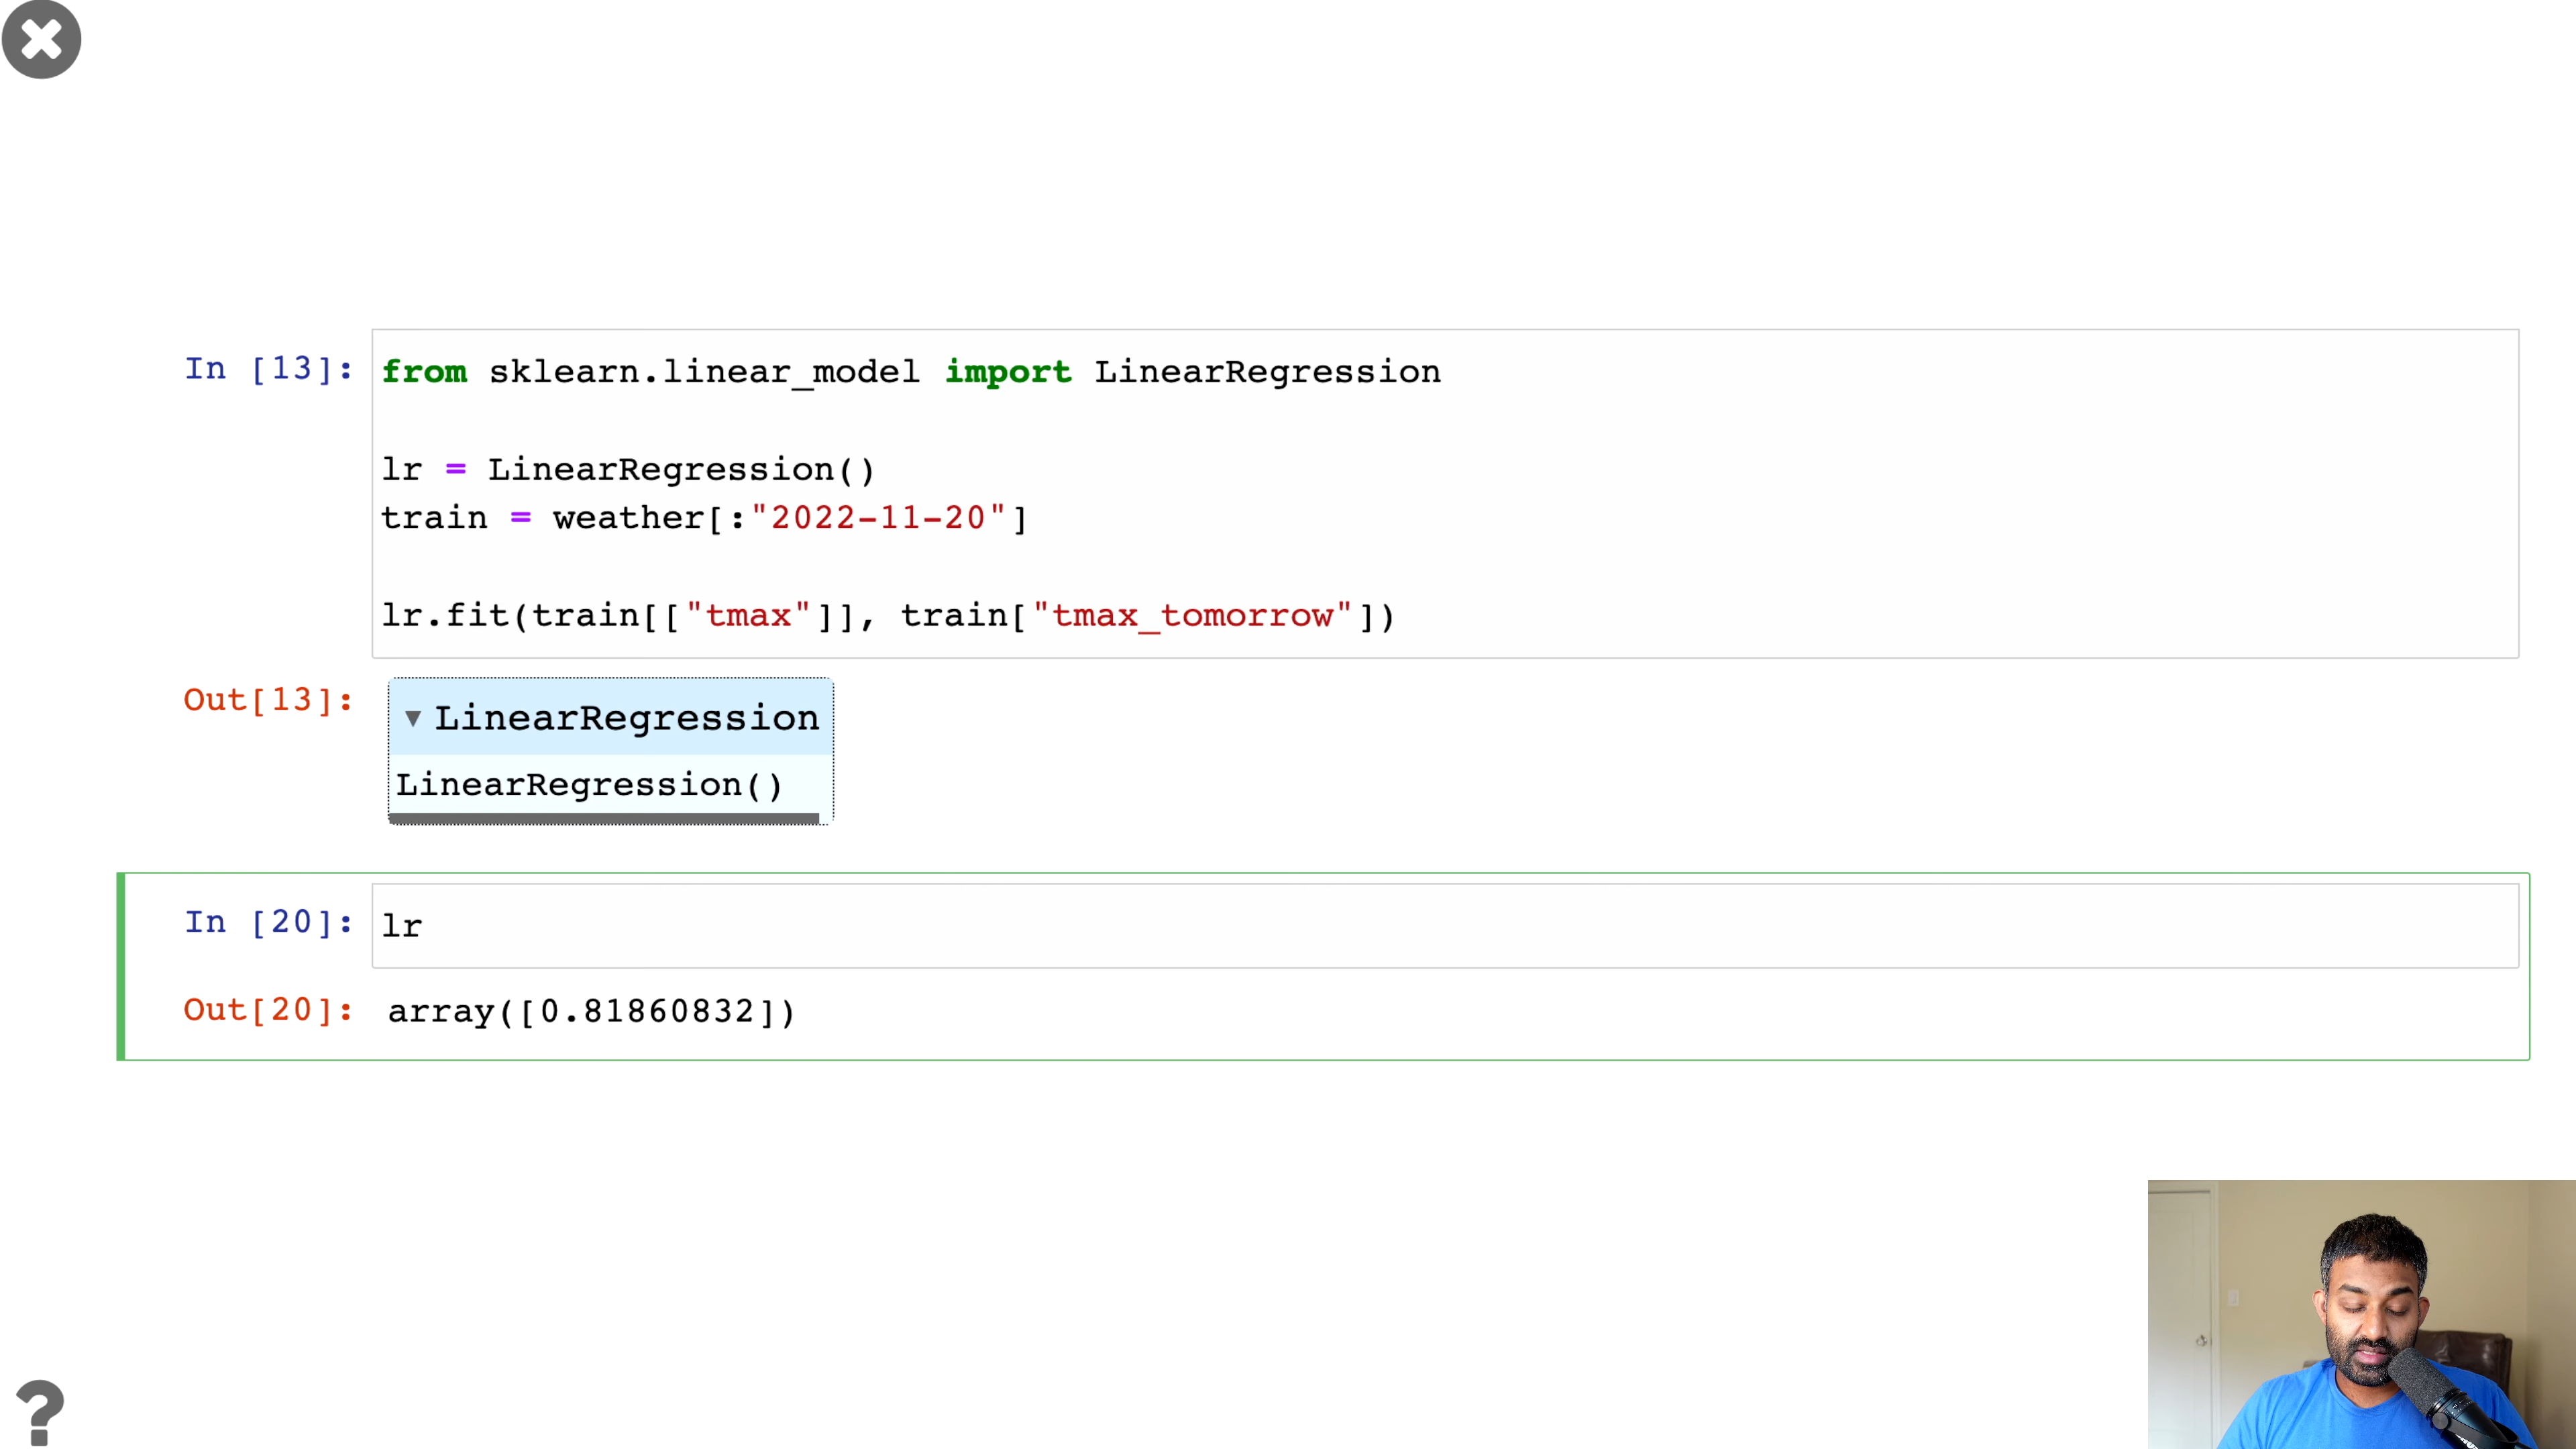 In [13]:
from sklearn.linear_model import LinearRegression
lr = LinearRegression()
train = weather[:"2022-11-20"]
lr.fit(train[["tmax"]], train["tmax_tomorrow"])
Out[13]:
▼ LinearRegression
LinearRegression()
In [20]:
lr
Out[20]:
array([0.81860832])
?